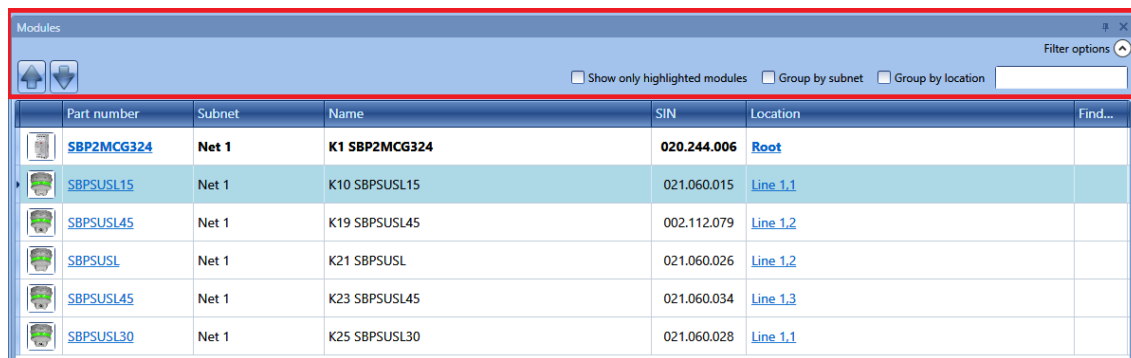 Modules
Filter options
Show only highlighted modules Group by subnet Group by location
Part number Subnet Name SIN Location Find...
SBP2MCG324 Net 1 K1 SBP2MCG324 020.244.006 Root
SBPSUSL15 Net 1 K10 SBPSUSL15 021.060.015 Line 1,1
SBPSUSL45 Net 1 K19 SBPSUSL45 002.112.079 Line 1,2
SBPSUSL Net 1 K21 SBPSUSL 021.060.026 Line 1,2
SBPSUSL45 Net 1 K23 SBPSUSL45 021.060.034 Line 1,3
SBPSUSL30 Net 1 K25 SBPSUSL30 021.060.028 Line 1,1